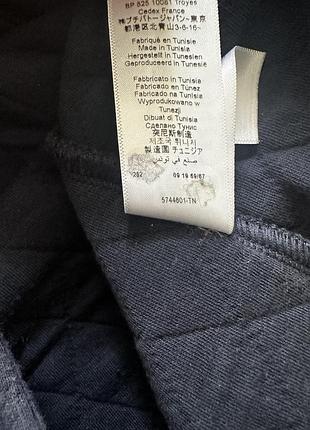 BP 825 10081 Troyes
Cedex France
㈱プチバトージャパン-東京
都港区北青山3-6-16~
Fabriqué en Tunisie
Made in Tunisia
Hergestellt in Tunesien
Geproduceerd in Tunesië
Fabbricato in Tunisia
Fabricado en Túnez
Fabricado na Tunísia
Wyprodukowano w
Tunezji
Dibuat di Tunisia
Сделано Тунис
突尼斯制造
제조국 튀니지
製造国 チュニジア
صنع في تونس
282 09 19 69/67
5744601-TN